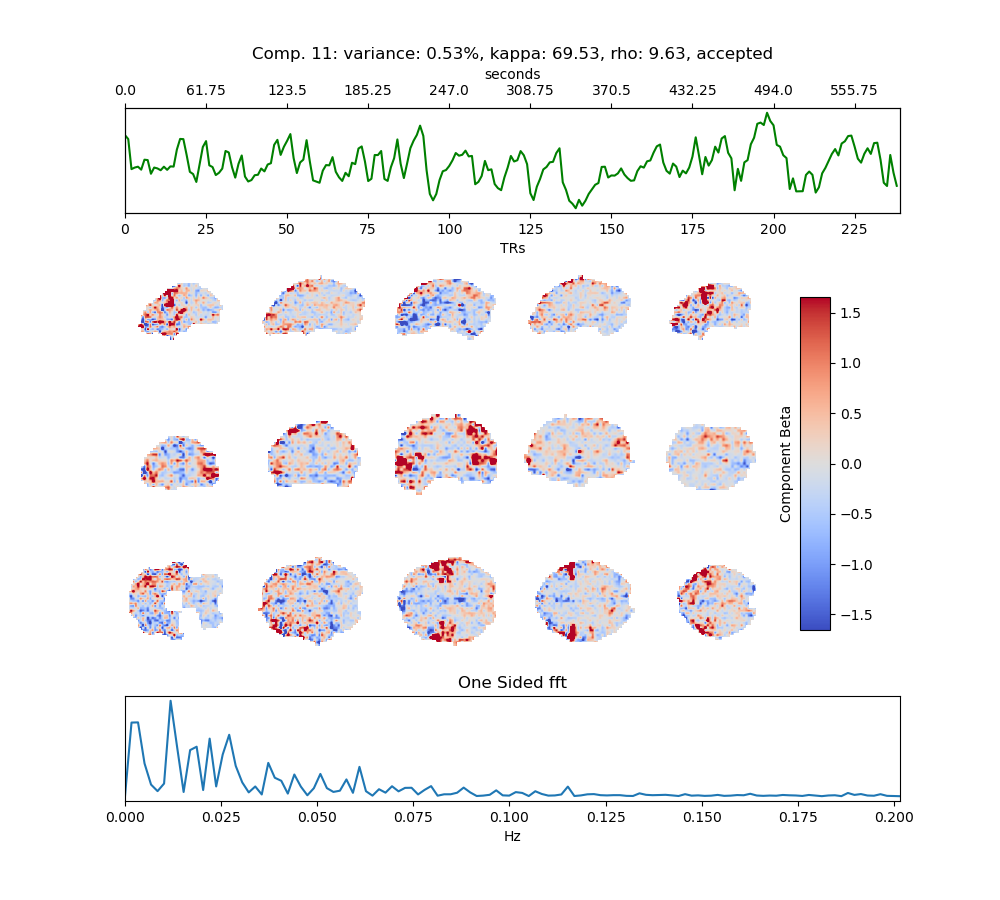 Comp. 11: variance: 0.53%, kappa: 69.53, rho: 9.63, accepted
seconds
0.0 61.75 123.5 185.25 247.0 308.75 370.5 432.25 494.0 555.75
0 25 50 75 100 125 150 175 200 225
TRs
1.5
1.0
0.5
0.0
−0.5
−1.0
−1.5
Component Beta
One Sided fft
0.000 0.025 0.050 0.075 0.100 0.125 0.150 0.175 0.200
Hz